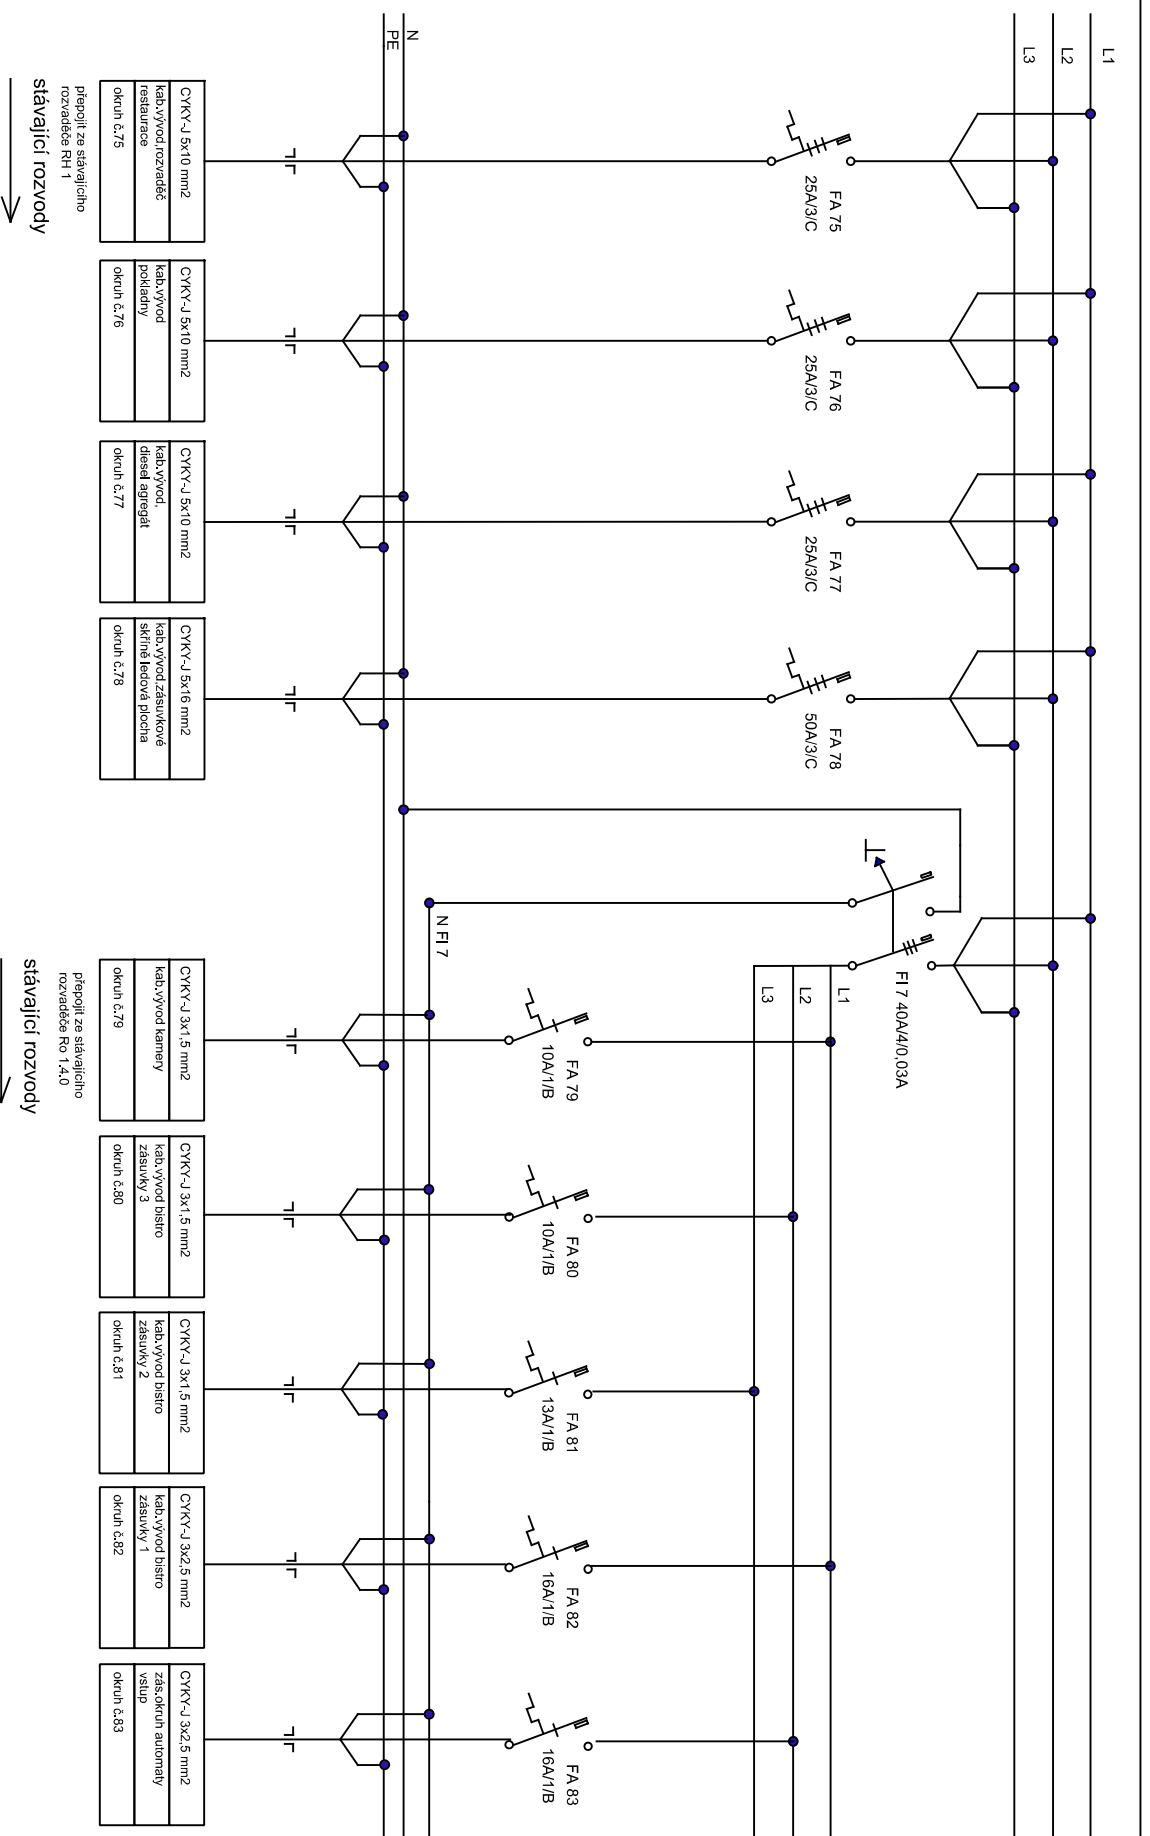 L1
L2
L3
N
PE
FA 75
25A/3/C
CYKY-J 5x10 mm2
kab.vývod,rozvaděč
restaurace
okruh č.75
FA 76
25A/3/C
CYKY-J 5x10 mm2
kab.vývod
pokladny
okruh č.76
FA 77
25A/3/C
CYKY-J 5x10 mm2
kab.vývod,
diesel agregát
okruh č.77
FA 78
50A/3/C
CYKY-J 5x16 mm2
kab.vývod,zásuvkové
skříně ledová plocha
okruh č.78
přepojit ze stávajícího
rozvaděče RH1
stávající rozvody
FI 7 40A/4/0,03A
L1
L2
L3
N FI 7
FA 79
10A/1/B
CYKY-J 3x1,5 mm2
kab.vývod kamery
okruh č.79
FA 80
10A/1/B
CYKY-J 3x1,5 mm2
kab.vývod bistro
zásuvky 3
okruh č.80
FA 81
13A/1/B
CYKY-J 3x1,5 mm2
kab.vývod bistro
zásuvky 2
okruh č.81
FA 82
16A/1/B
CYKY-J 3x2,5 mm2
kab.vývod bistro
zásuvky 1
okruh č.82
FA 83
16A/1/B
CYKY-J 3x2,5 mm2
zás.okruh automaty
vstup
okruh č.83
přepojit ze stávajícího
rozvaděče Ro 1.4.0
stávající rozvody